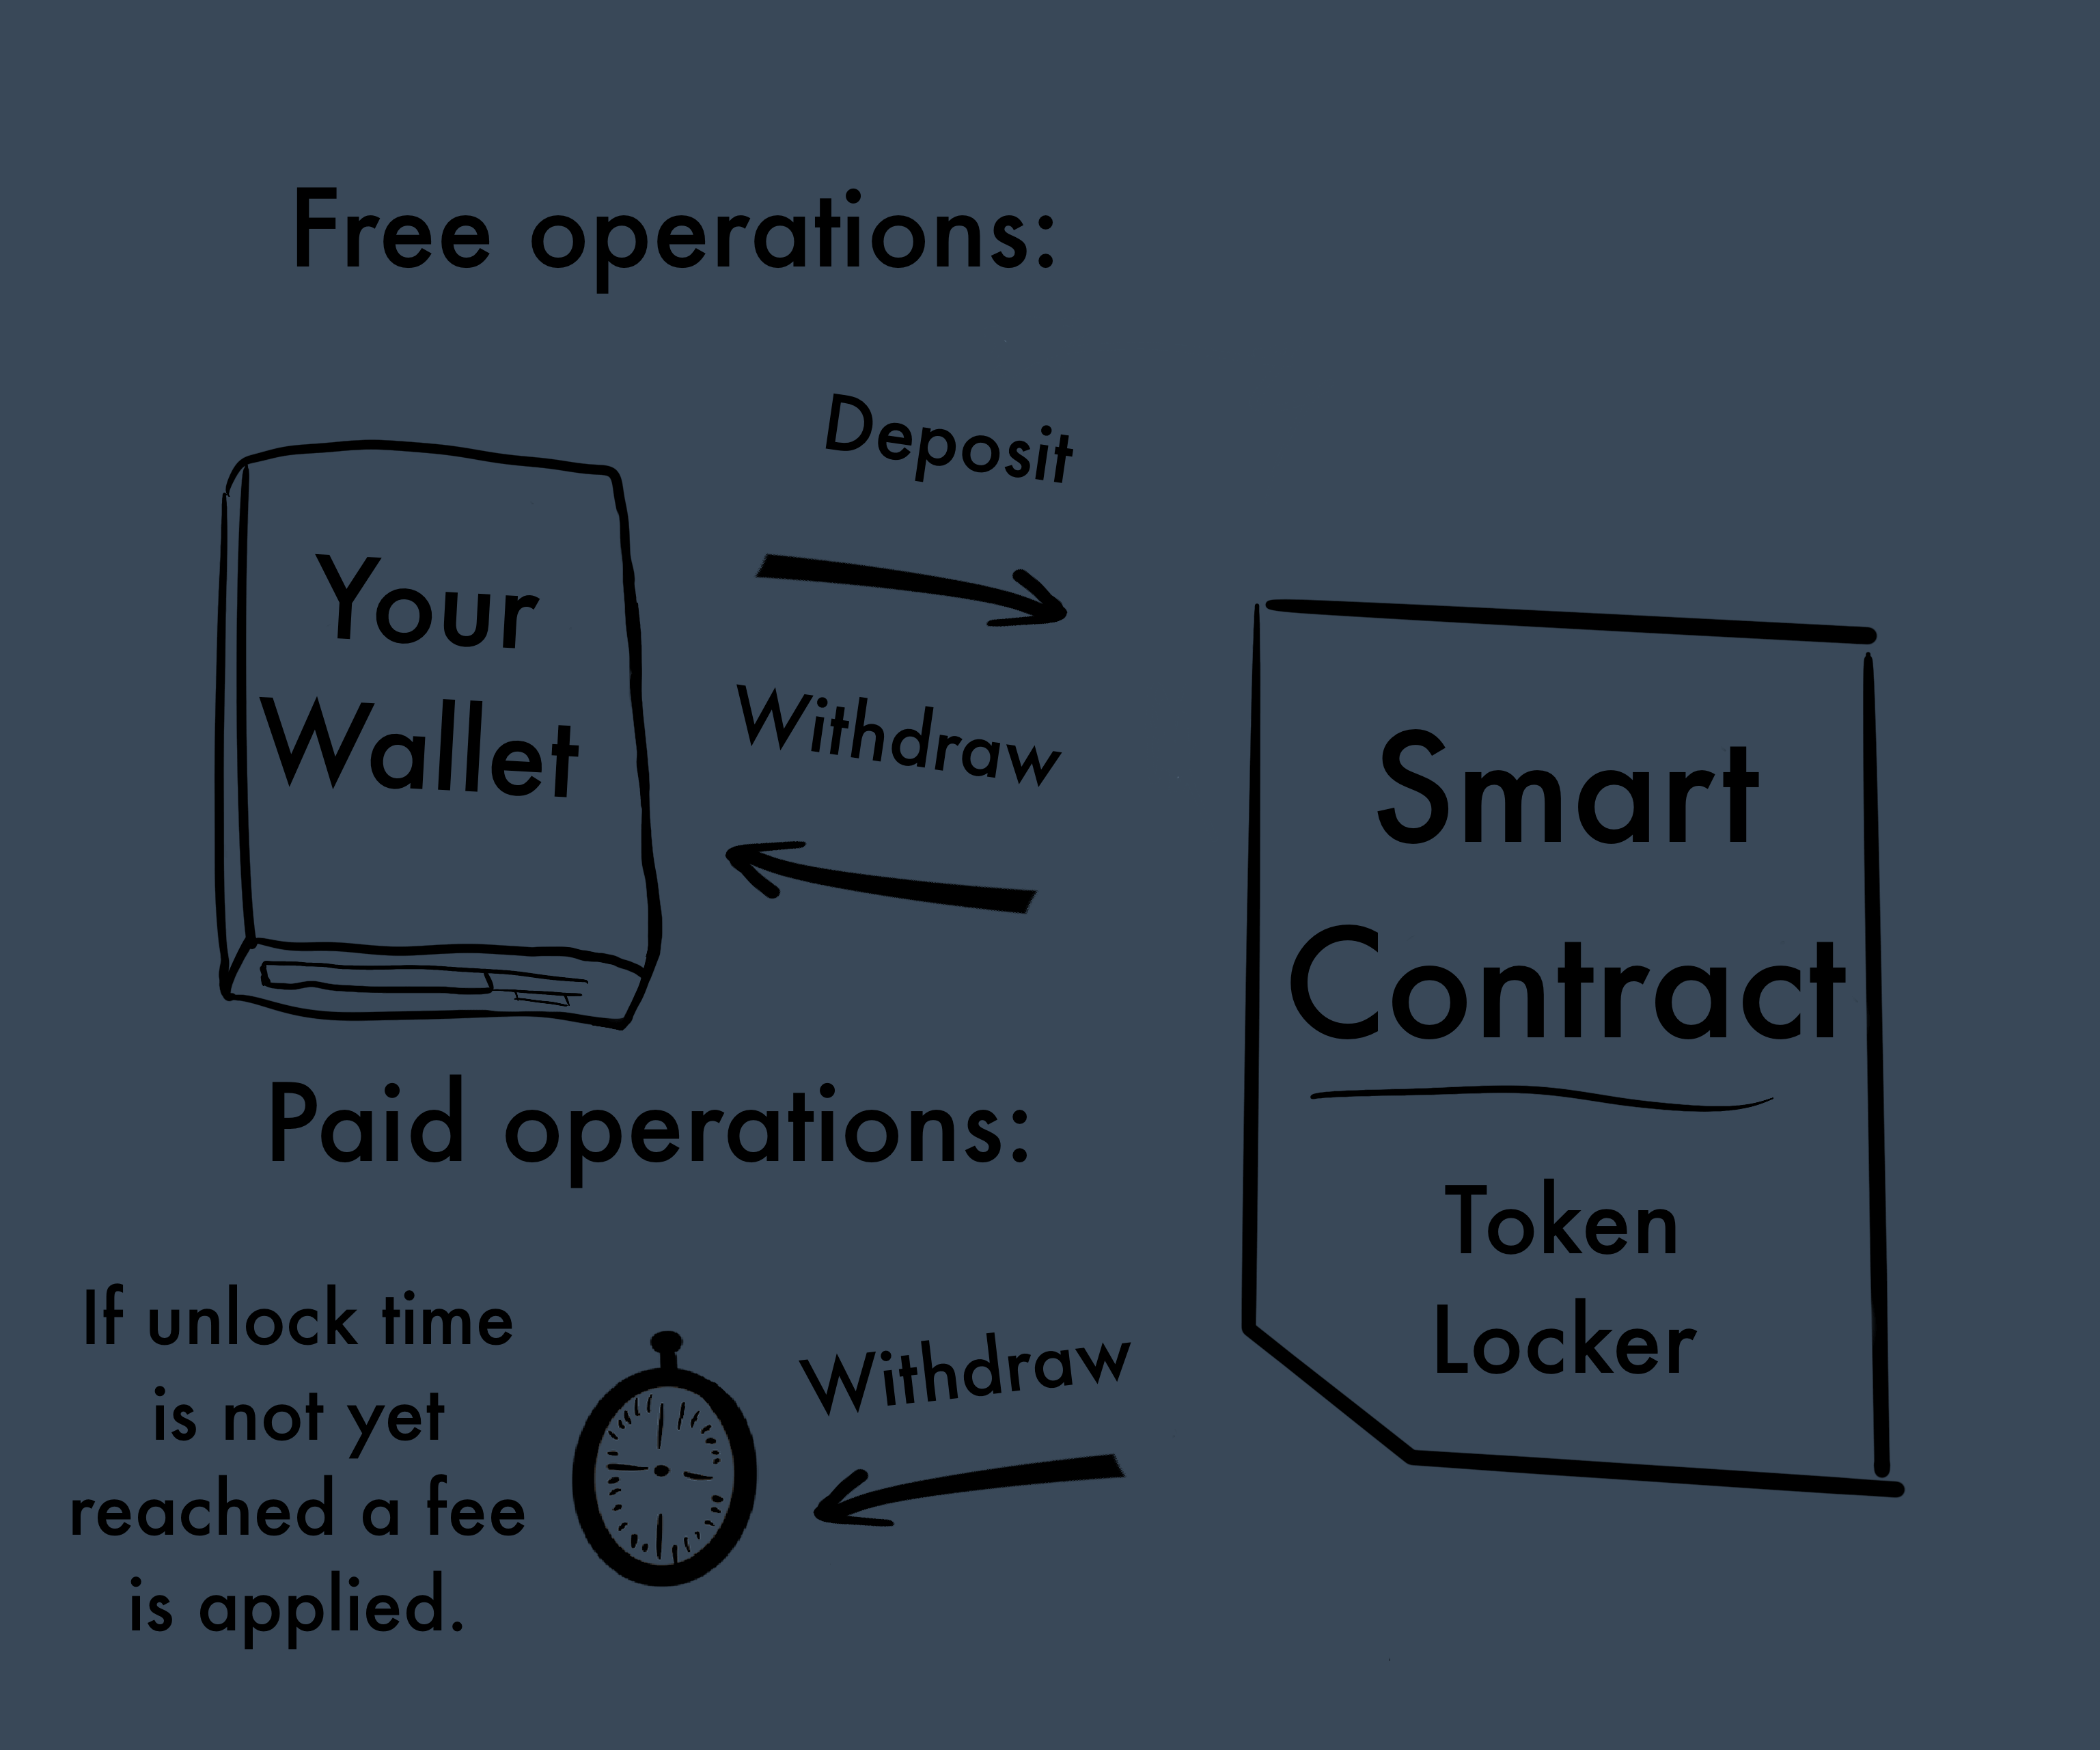 Free operations:
Deposit
Your
Wallet
Withdraw
Smart
Contract
Token
Locker
Paid operations:
If unlock time
is not yet
reached a fee
is applied.
Withdraw